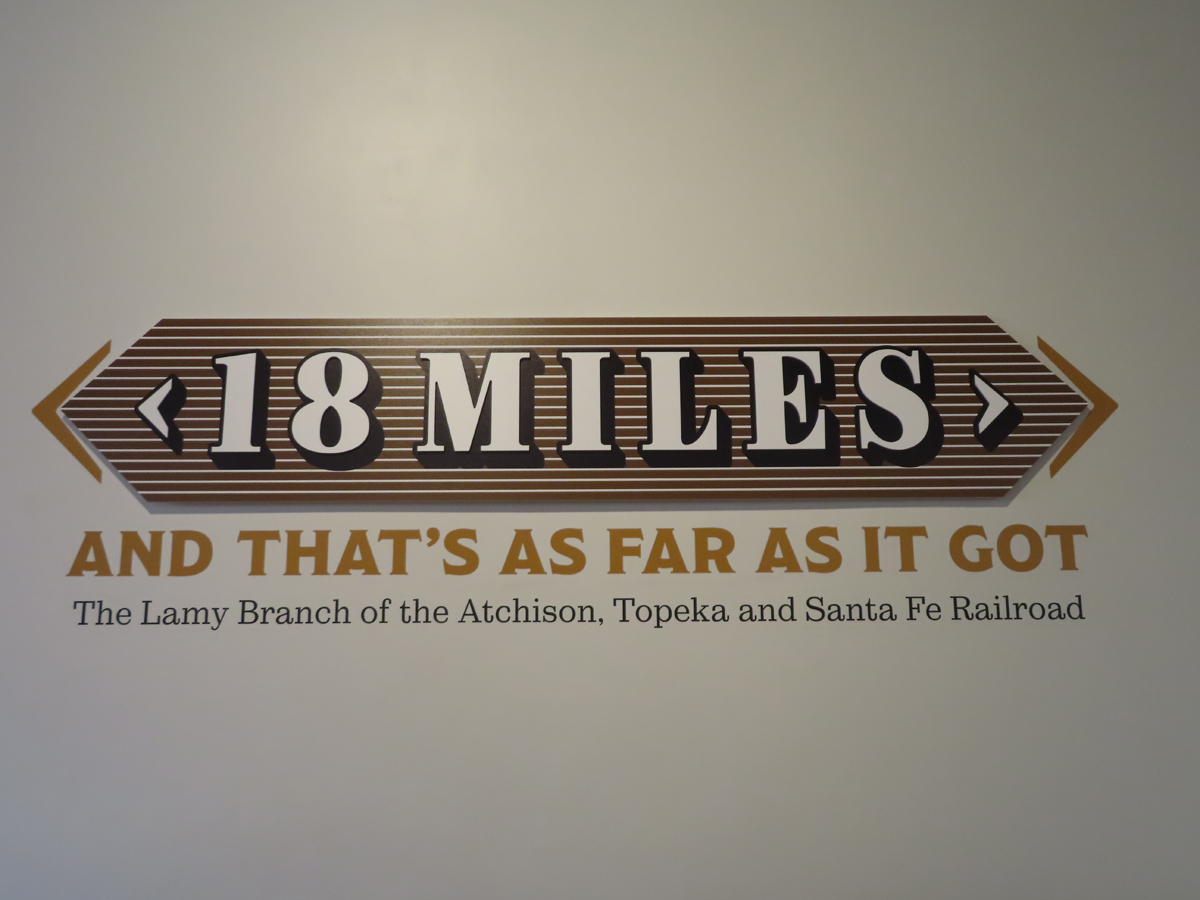 18 MILES
AND THAT'S AS FAR AS IT GOT
The Lamy Branch of the Atchison, Topeka and Santa Fe Railroad